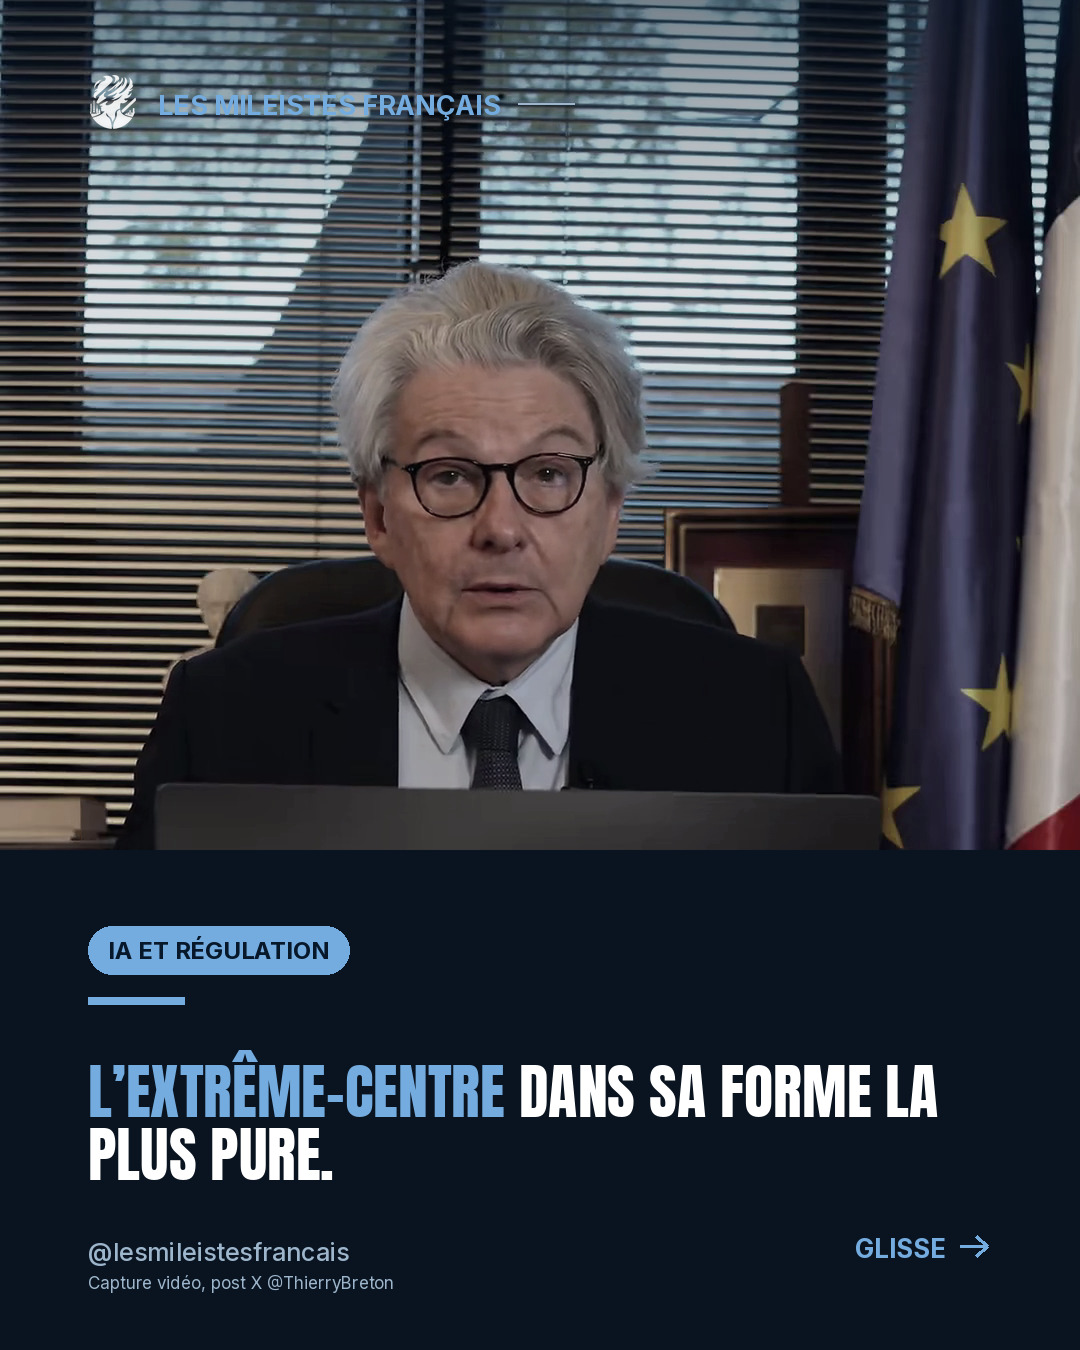 LES MILEISTES FRANÇAIS
IA ET RÉGULATION
L’EXTRÊME-CENTRE DANS SA FORME LA
PLUS PURE.
@lesmileistesfrancais
GLISSE →
Capture vidéo, post X @ThierryBreton